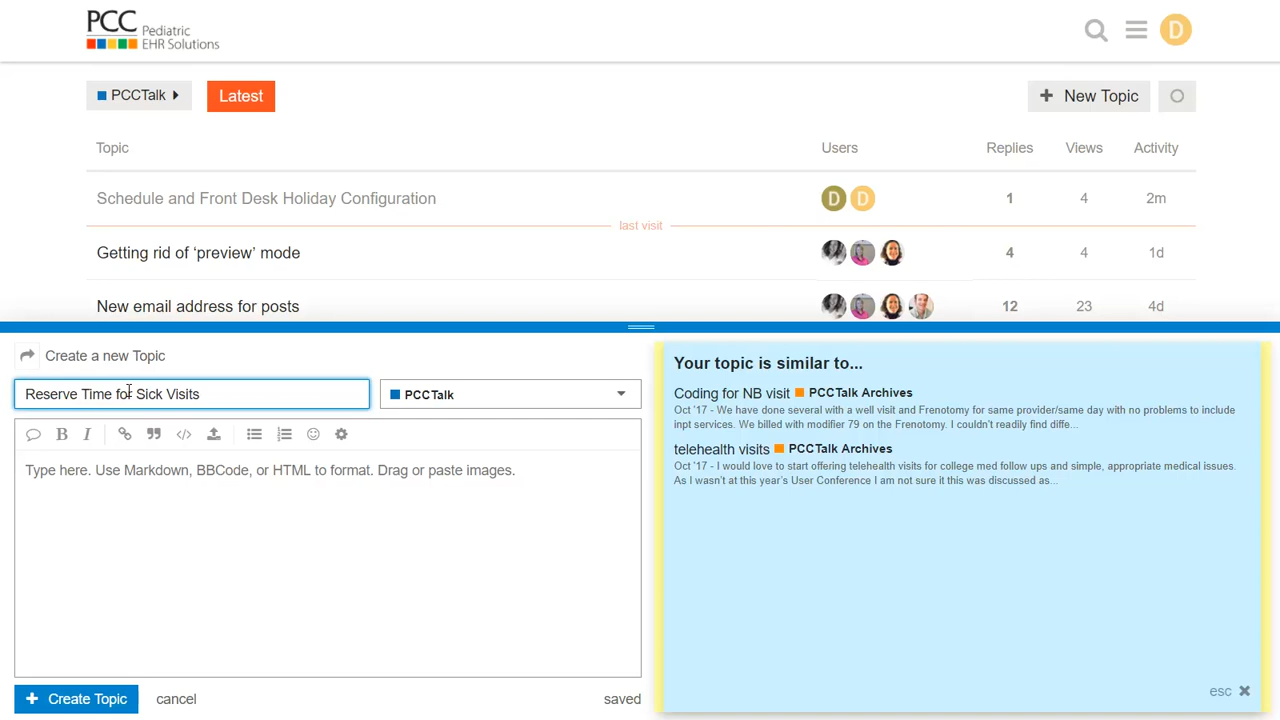 PCC Pediatric
EHR Solutions
D
PCCTalk
Latest
+ New Topic
Topic Users Replies Views Activity
Schedule and Front Desk Holiday Configuration D D 1 4 2m
last visit
Getting rid of ‘preview’ mode 4 4 1d
New email address for posts 12 23 4d
Create a new Topic
Reserve Time for Sick Visits
PCCTalk
B I
Type here. Use Markdown, BBCode, or HTML to format. Drag or paste images.
+ Create Topic cancel saved
Your topic is similar to...
Coding for NB visit PCCTalk Archives
Oct '17 - We have done several with a well visit and Frenotomy for same provider/same day with no problems to include
inpt services. We billed with modifier 79 on the Frenotomy. I couldn't readily find diffe...
telehealth visits PCCTalk Archives
Oct '17 - I would love to start offering telehealth visits for college med follow ups and simple, appropriate medical issues.
As I wasn't at this year's User Conference I am not sure it this was discussed as...
esc